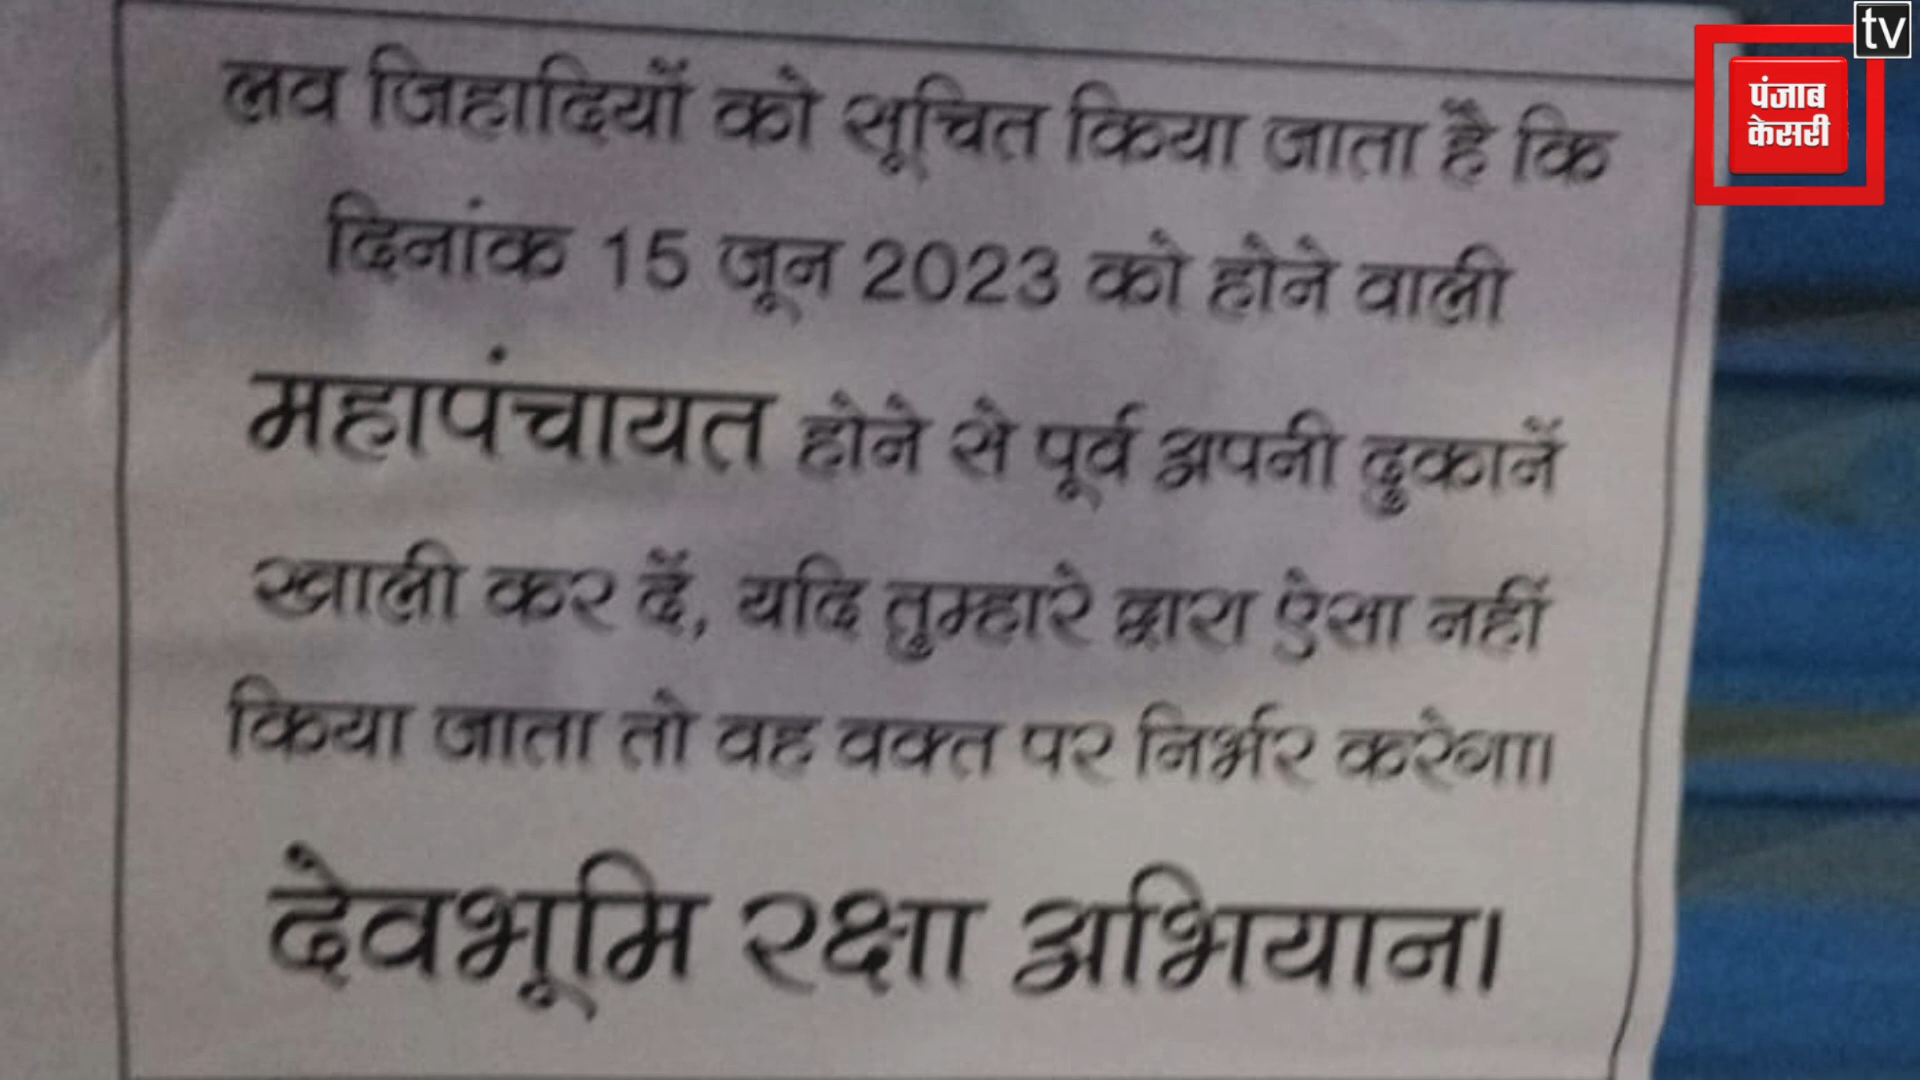 लव जिहादियों को सूचित किया जाता है कि
दिनांक 15 जून 2023 को होने वाली
महापंचायत होने से पूर्व अपनी दुकानें
खाली कर दें, यदि तुम्हारे द्वारा ऐसा नहीं
किया जाता तो वह वक्त पर निर्भर करेगा।
देवभूमि रक्षा अभियान।
tv
पंजाब
केसरी